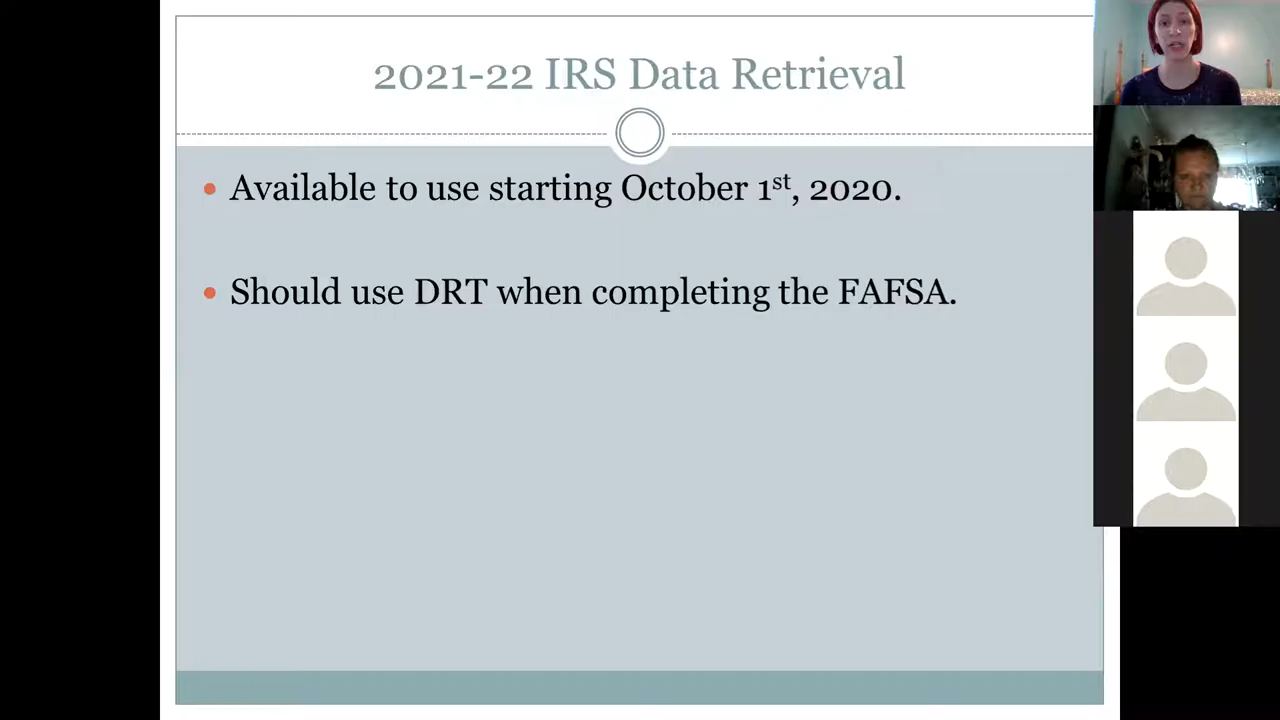 2021-22 IRS Data Retrieval
• Available to use starting October 1st, 2020.
• Should use DRT when completing the FAFSA.